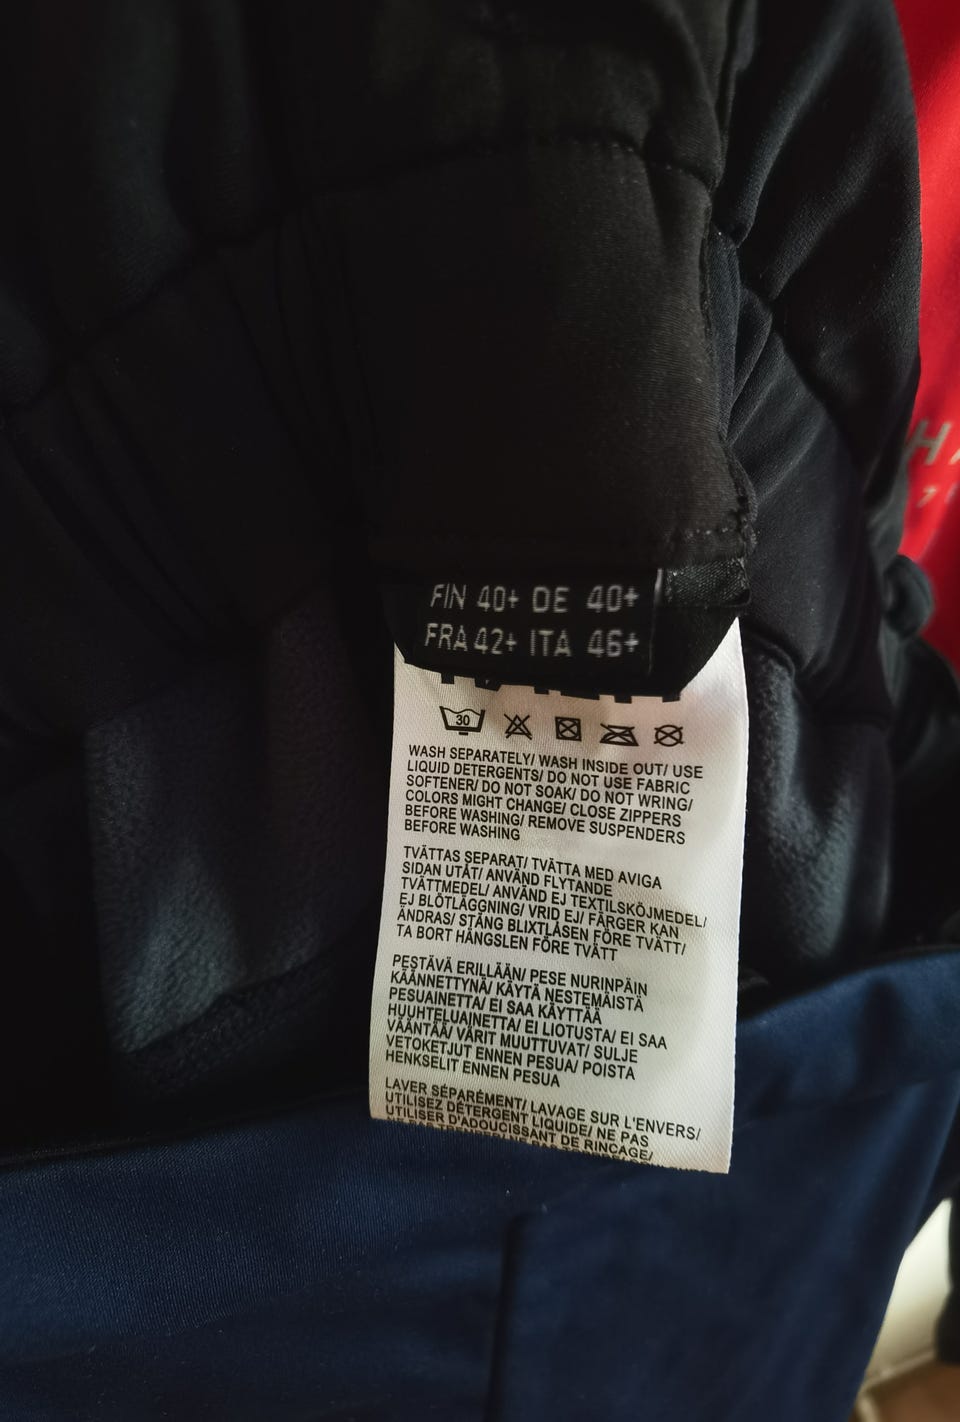 FIN 40+ DE 40+
FRA 42+ ITA 46+
30
WASH SEPARATELY/ WASH INSIDE OUT/ USE
LIQUID DETERGENTS/ DO NOT USE FABRIC
SOFTENER/ DO NOT SOAK/ DO NOT WRING/
COLORS MIGHT CHANGE/ CLOSE ZIPPERS
BEFORE WASHING/ REMOVE SUSPENDERS
BEFORE WASHING
TVÄTTAS SEPARAT/ TVÄTTA MED AVIGA
SIDAN UTÅT/ ANVÄND FLYTANDE
TVÄTTMEDEL/ ANVÄND EJ TEXTILSKÖJMEDEL/
EJ BLÖTLÄGGNING/ VRID EJ/ FÄRGER KAN
ÄNDRAS/ STÄNG BLIXTLÅSEN FÖRE TVÄTT/
TA BORT HÄNGSLEN FÖRE TVÄTT
PESTÄVÄ ERILLÄÄN/ PESE NURINPÄIN
KÄÄNNETTYNÄ/ KÄYTÄ NESTEMÄISTÄ
PESUAINETTA/ EI SAA KÄYTTÄÄ
HUUHTELUAINETTA/ EI LIOTUSTA/ EI SAA
VÄÄNTÄÄ/ VÄRIT MUUTTUVAT/ SULJE
VETOKETJUT ENNEN PESUA/ POISTA
HENKSELIT ENNEN PESUA
LAVER SÉPARÉMENT/ LAVAGE SUR L'ENVERS/
UTILISEZ DÉTERGENT LIQUIDE/ NE PAS
UTILISER D'ADOUCISSANT DE RINCAGE/